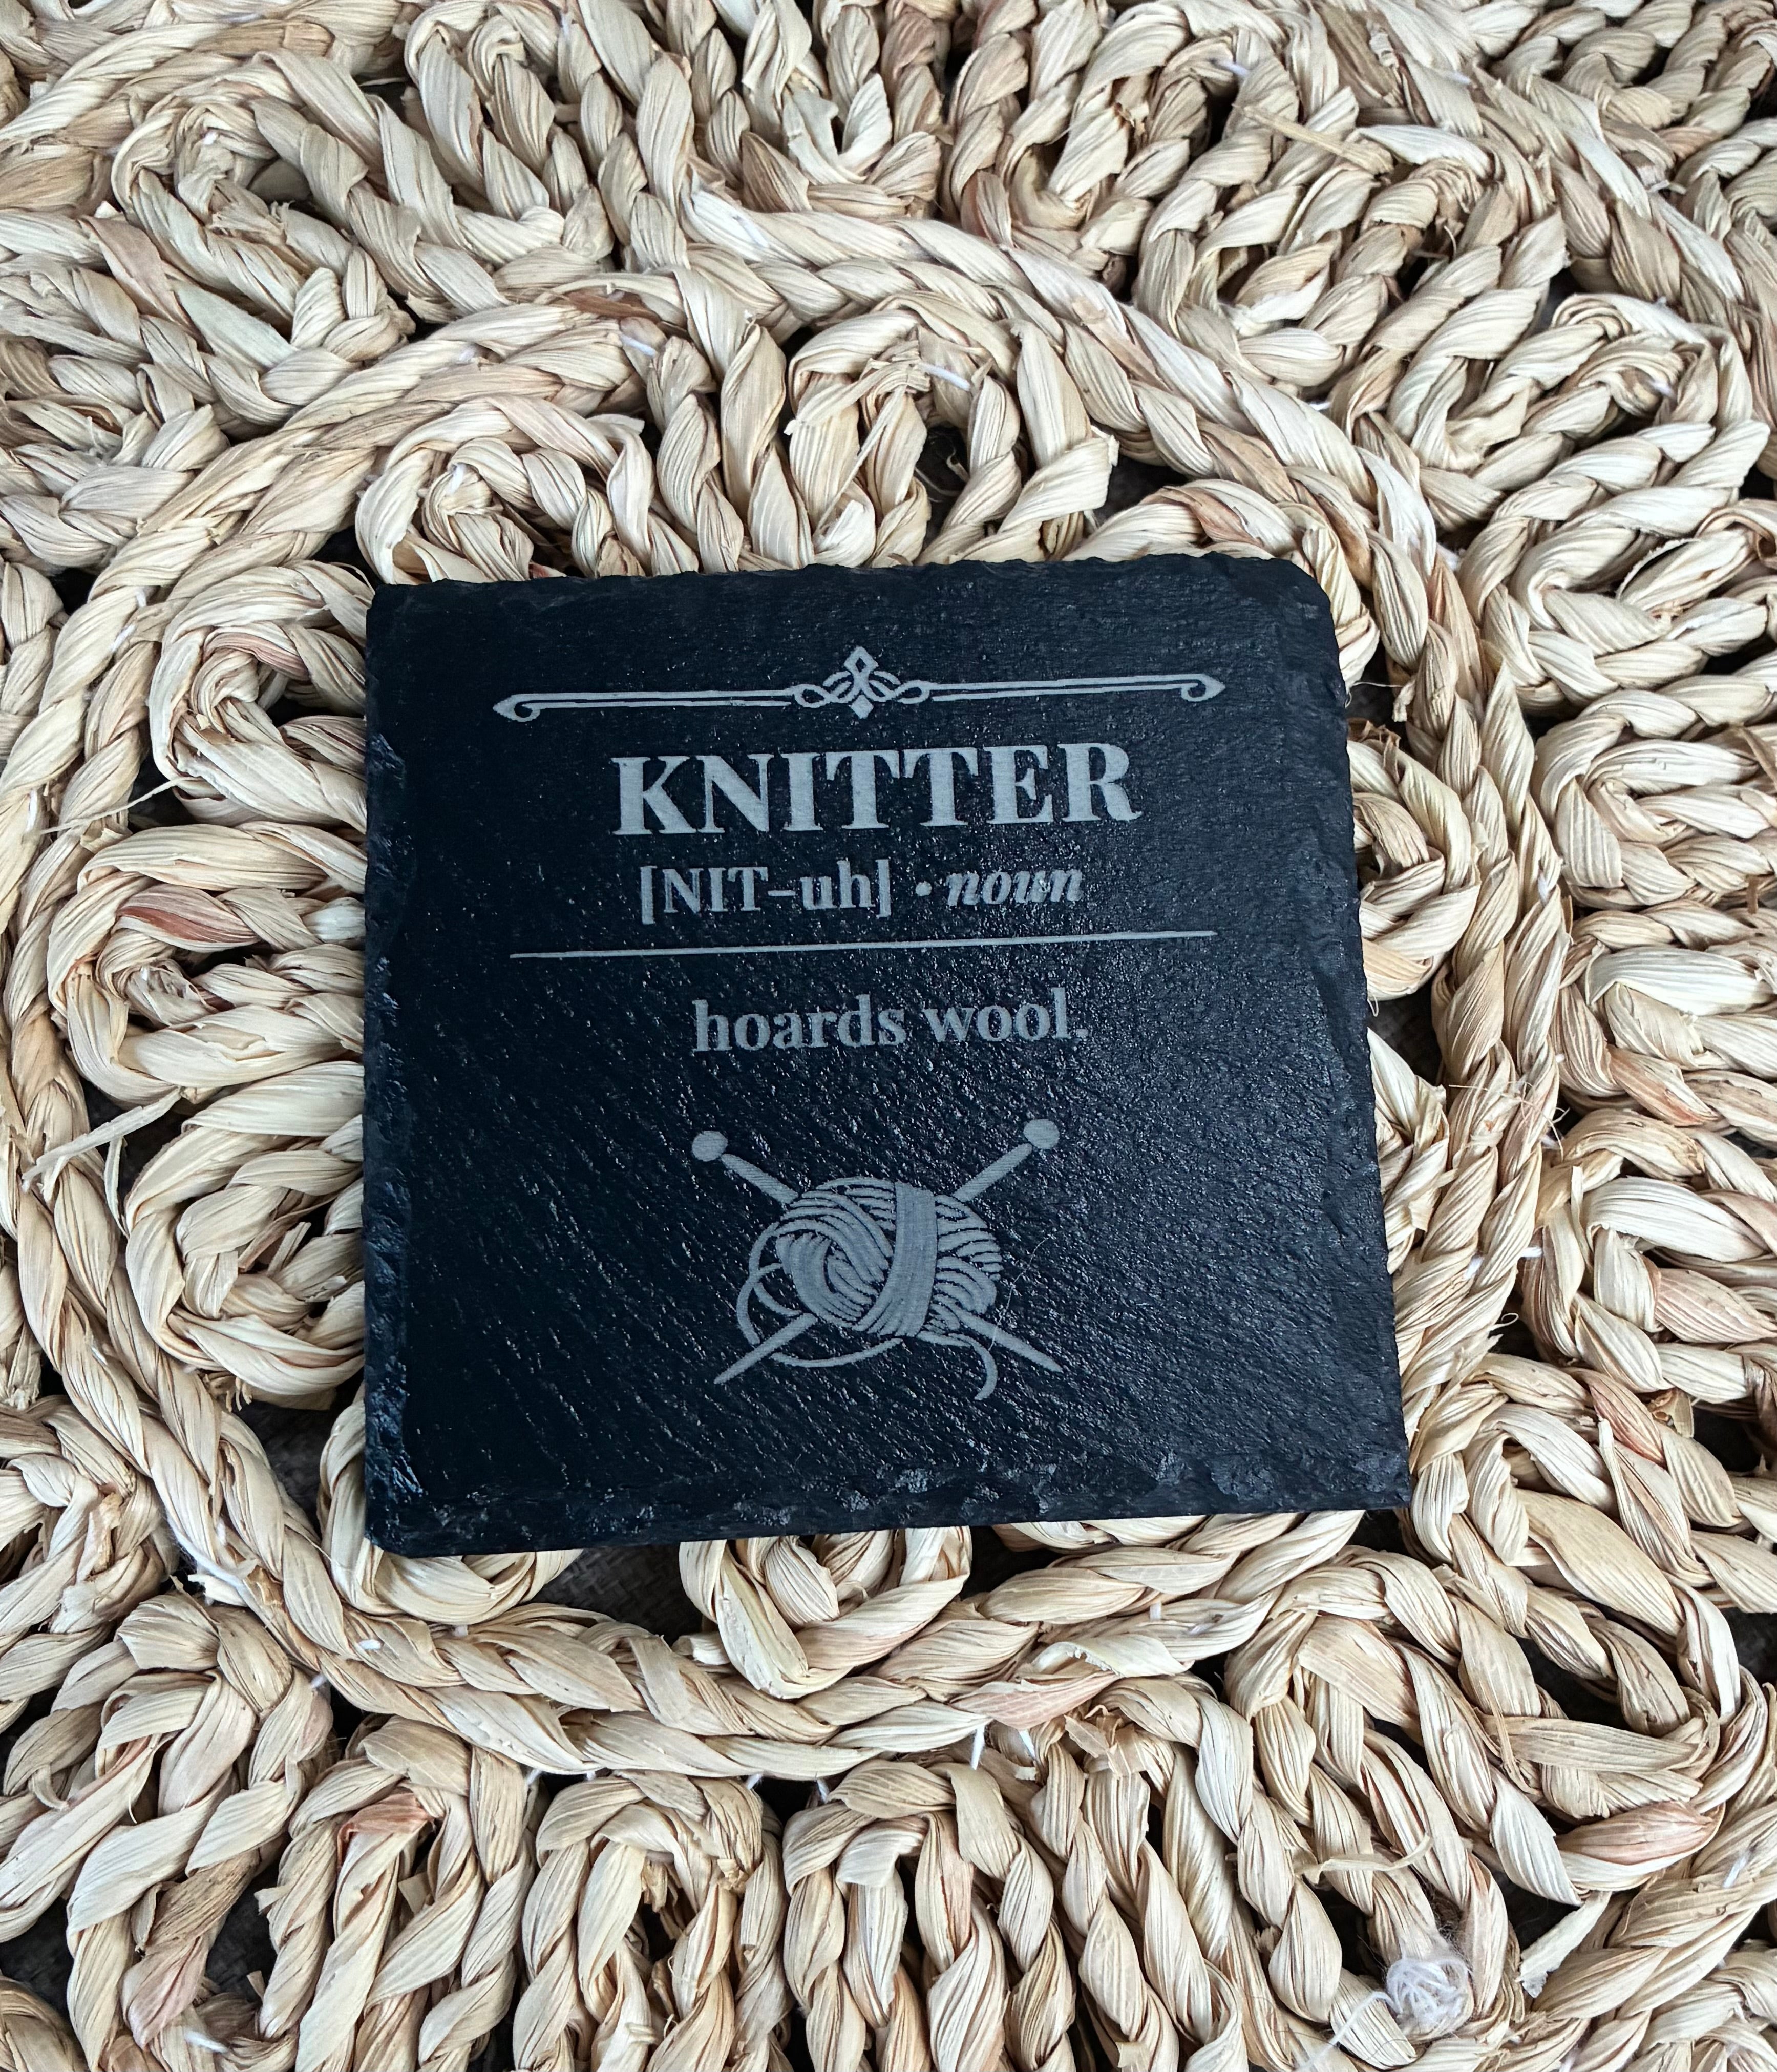 KNITTER
[NIT-uh] • noun
hoards wool.